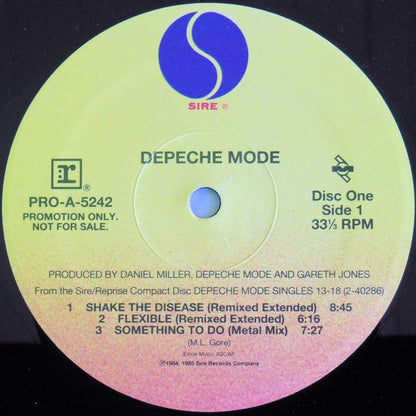 SIRE ®
DEPECHE MODE
r ®
PRO-A-5242
PROMOTION ONLY.
NOT FOR SALE.
Disc One
Side 1
33⅓ RPM
PRODUCED BY DANIEL MILLER, DEPECHE MODE AND GARETH JONES
From the Sire/Reprise Compact Disc DEPECHE MODE SINGLES 13-18 (2-40286)
1 SHAKE THE DISEASE (Remixed Extended) 8:45
2 FLEXIBLE (Remixed Extended) 6:16
3 SOMETHING TO DO (Metal Mix) 7:27
(M.L. Gore)
Emile Music ASCAP
℗1984, 1985 Sire Records Company